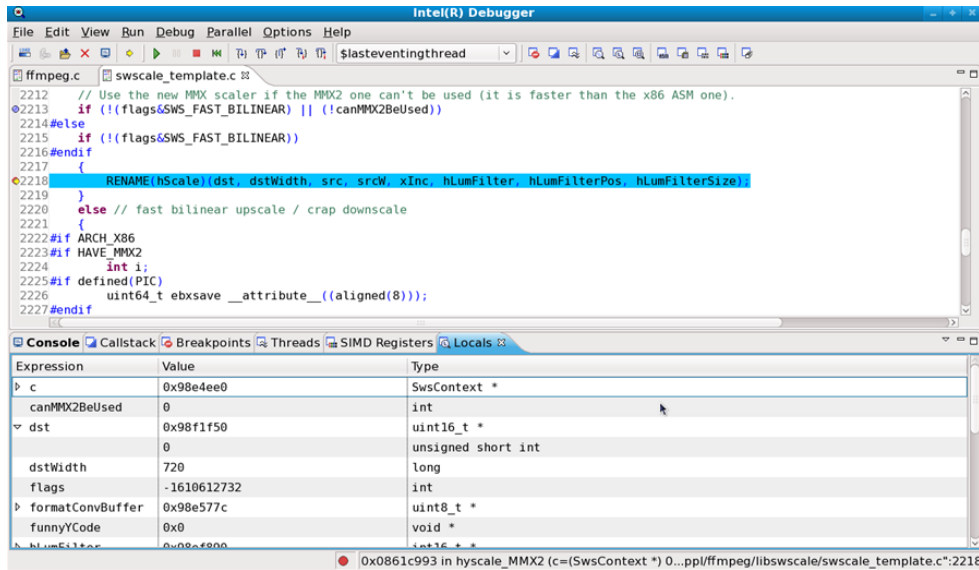 Intel(R) Debugger
File Edit View Run Debug Parallel Options Help
$lasteventingthread
ffmpeg.c swscale_template.c
2212 // Use the new MMX scaler if the MMX2 one can't be used (it is faster than the x86 ASM one).
2213 if (!(flags&SWS_FAST_BILINEAR) || (!canMMX2BeUsed))
2214 #else
2215 if (!(flags&SWS_FAST_BILINEAR))
2216 #endif
2217 {
2218 RENAME(hScale)(dst, dstWidth, src, srcW, xInc, hLumFilter, hLumFilterPos, hLumFilterSize);
2219 }
2220 else // fast bilinear upscale / crap downscale
2221 {
2222 #if ARCH_X86
2223 #if HAVE_MMX2
2224 int i;
2225 #if defined(PIC)
2226 uint64_t ebxsave __attribute__((aligned(8)));
2227 #endif
Console Callstack Breakpoints Threads SIMD Registers Locals
Expression Value Type
c 0x98e4ee0 SwsContext *
canMMX2BeUsed 0 int
dst 0x98f1f50 uint16_t *
0 unsigned short int
dstWidth 720 long
flags -1610612732 int
formatConvBuffer 0x98e577c uint8_t *
funnyYCode 0x0 void *
hLumFilter 0x98ef890 int16_t *
0x0861c993 in hyscale_MMX2 (c=(SwsContext *) 0...ppl/ffmpeg/libswscale/swscale_template.c":2218